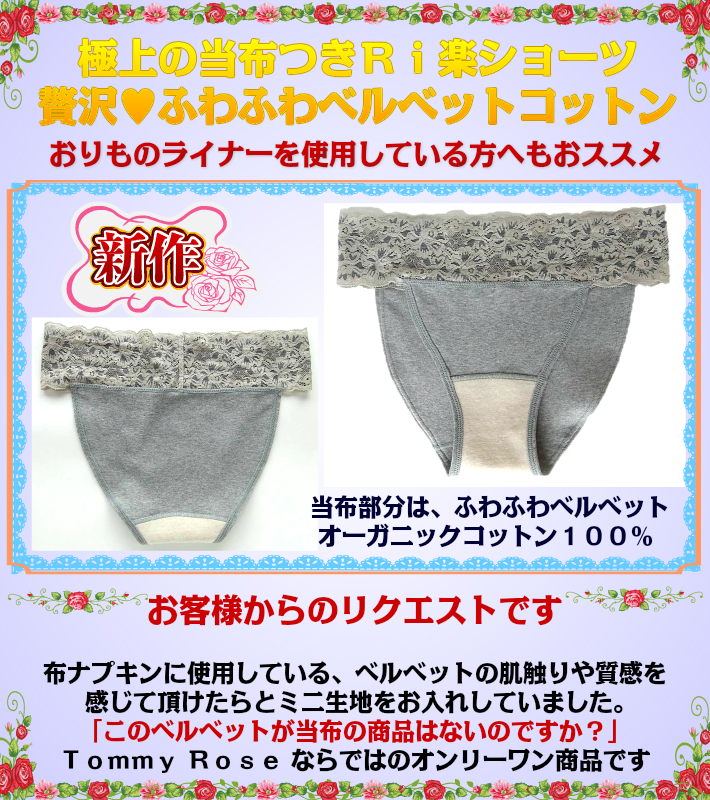 極上の当布つきＲｉ楽ショーツ
贅沢♥ふわふわベルベットコットン
おりものライナーを使用している方へもおススメ
新作
当布部分は、ふわふわベルベット
オーガニックコットン１００％
お客様からのリクエストです
布ナプキンに使用している、ベルベットの肌触りや質感を
感じて頂けたらとミニ生地をお入れしていました。
「このベルベットが当布の商品はないのですか？」
Ｔｏｍｍｙ Ｒｏｓｅ ならではのオンリーワン商品です